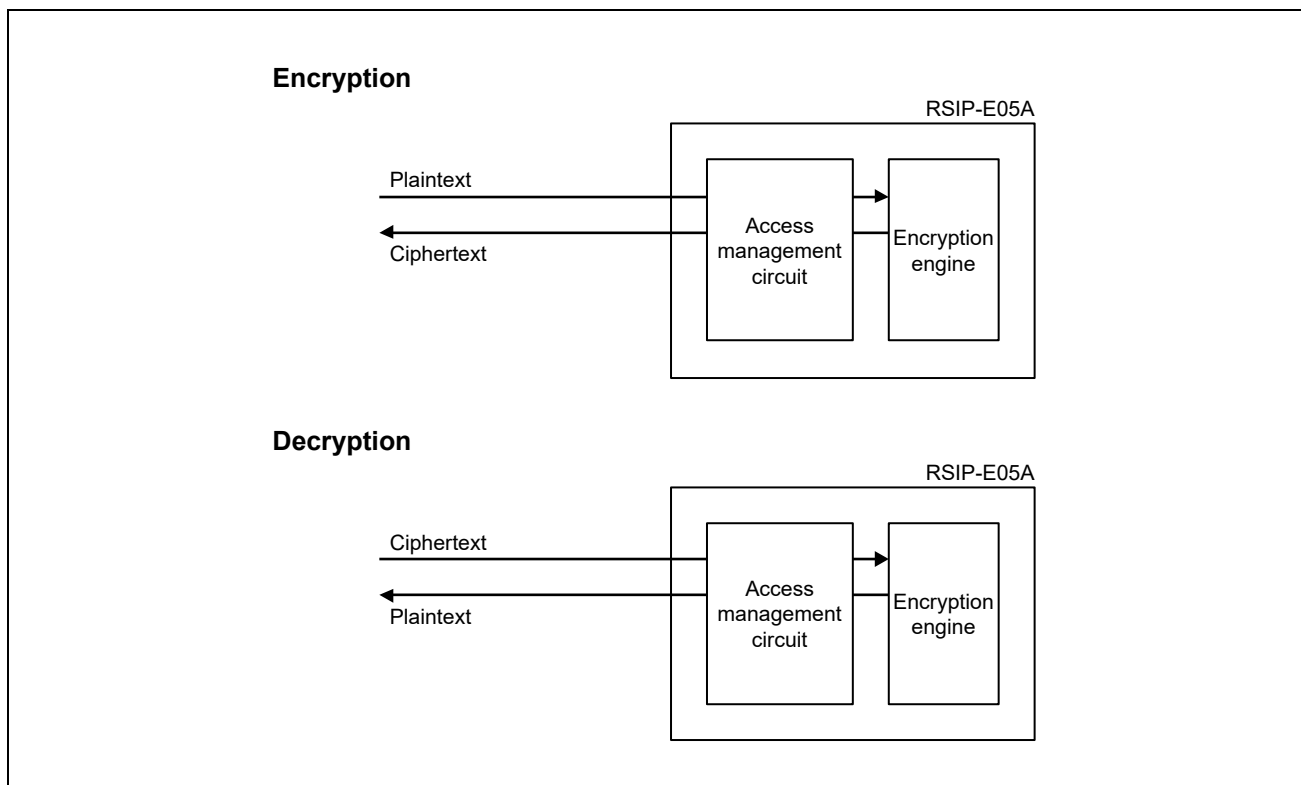 Encryption
RSIP-E05A
Plaintext
Ciphertext
Access
management
circuit
Encryption
engine
Decryption
RSIP-E05A
Ciphertext
Plaintext
Access
management
circuit
Encryption
engine